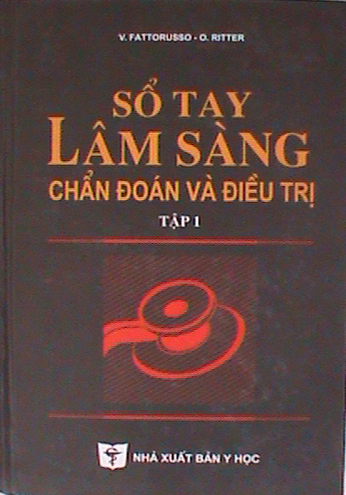 V. FATTORUSSO - O. RITTER
SỔ TAY
LÂM SÀNG
CHẨN ĐOÁN VÀ ĐIỀU TRỊ
TẬP 1
NHÀ XUẤT BẢN Y HỌC